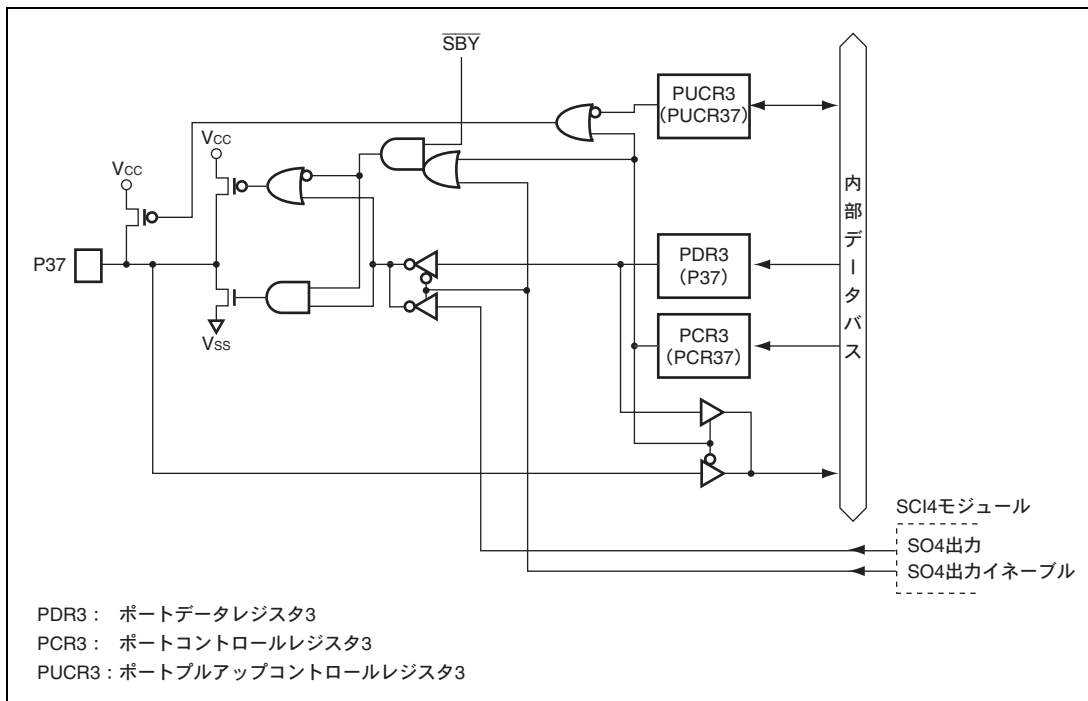 SBY
PUCR3
(PUCR37)
VCC
VCC
P37
PDR3
(P37)
VSS
PCR3
(PCR37)
内部データバス
SCI4モジュール
SO4出力
SO4出力イネーブル
PDR3： ポートデータレジスタ3
PCR3： ポートコントロールレジスタ3
PUCR3：ポートプルアップコントロールレジスタ3